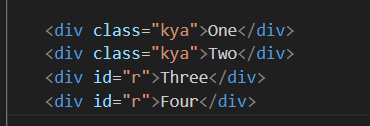 <div class="kya">One</div>
<div class="kya">Two</div>
<div id="r">Three</div>
<div id="r">Four</div>